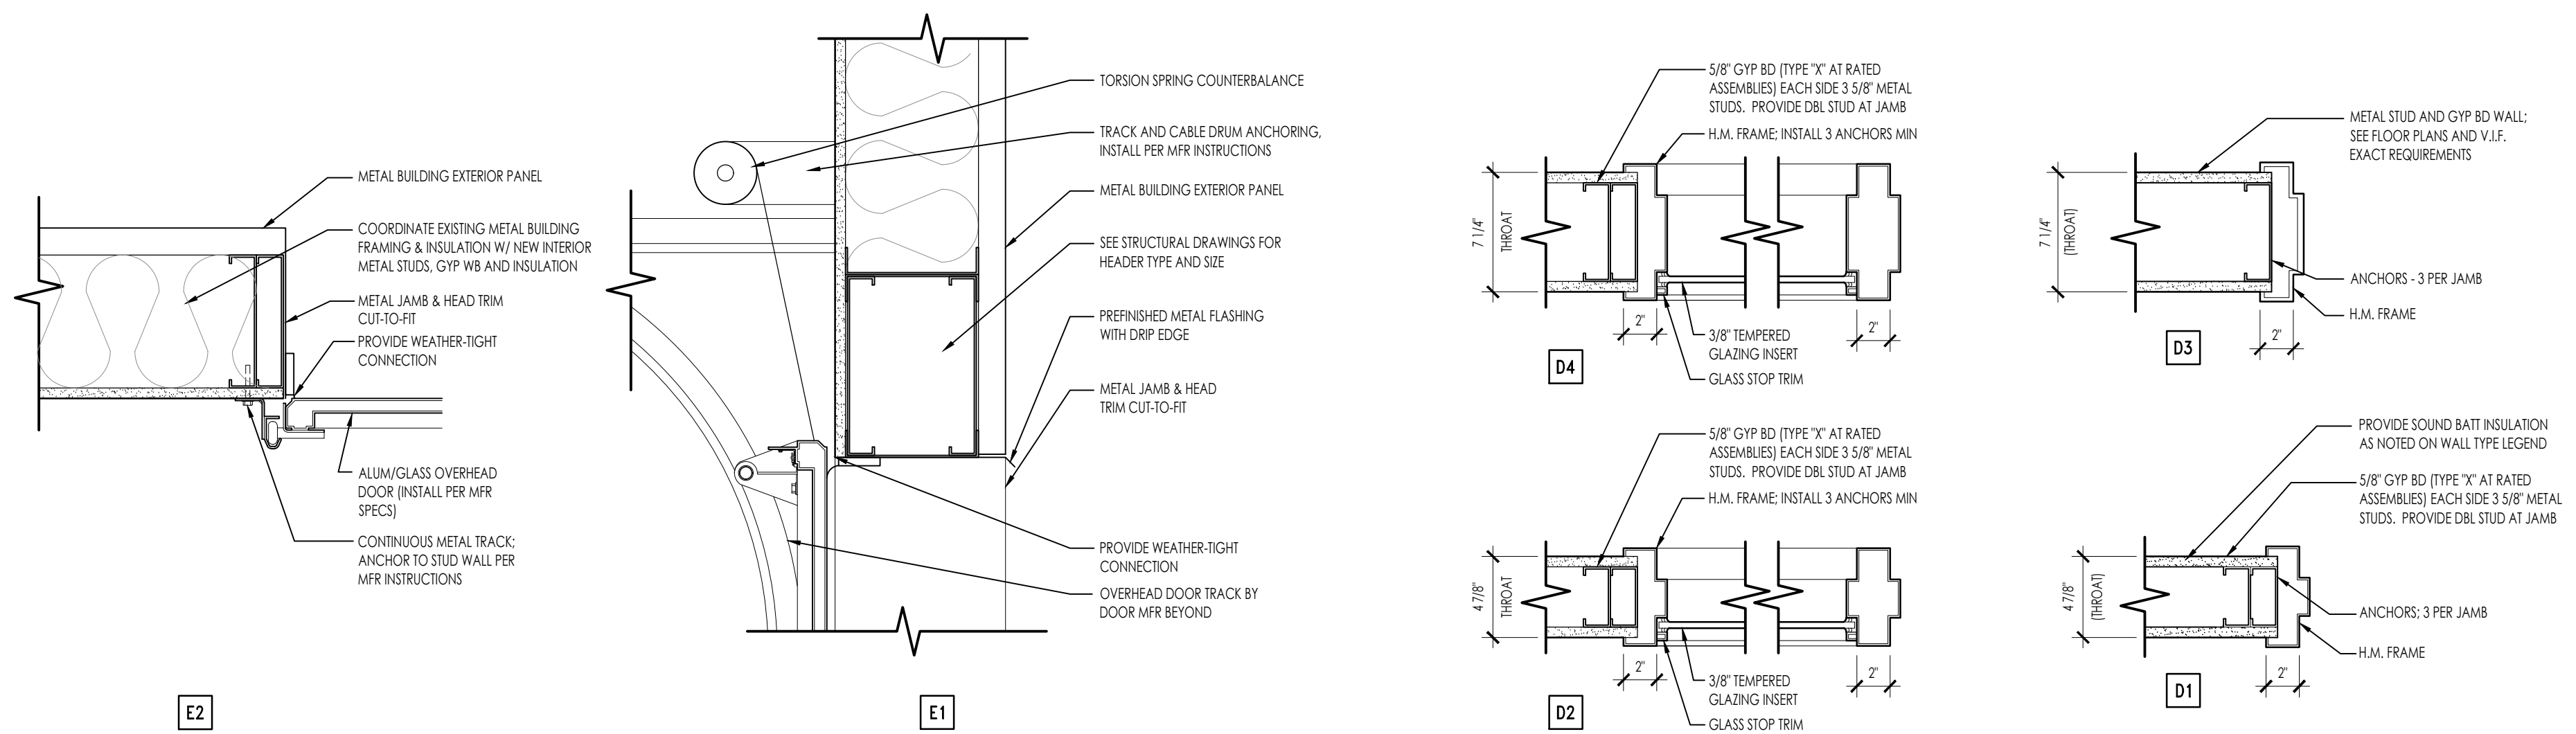 METAL BUILDING EXTERIOR PANEL
COORDINATE EXISTING METAL BUILDING
FRAMING & INSULATION W/ NEW INTERIOR
METAL STUDS, GYP WB AND INSULATION
METAL JAMB & HEAD TRIM
CUT-TO-FIT
PROVIDE WEATHER-TIGHT
CONNECTION
ALUM/GLASS OVERHEAD
DOOR (INSTALL PER MFR
SPECS)
CONTINUOUS METAL TRACK;
ANCHOR TO STUD WALL PER
MFR INSTRUCTIONS
E2
TORSION SPRING COUNTERBALANCE
TRACK AND CABLE DRUM ANCHORING,
INSTALL PER MFR INSTRUCTIONS
METAL BUILDING EXTERIOR PANEL
SEE STRUCTURAL DRAWINGS FOR
HEADER TYPE AND SIZE
PREFINISHED METAL FLASHING
WITH DRIP EDGE
METAL JAMB & HEAD
TRIM CUT-TO-FIT
PROVIDE WEATHER-TIGHT
CONNECTION
OVERHEAD DOOR TRACK BY
DOOR MFR BEYOND
E1
5/8" GYP BD (TYPE "X" AT RATED
ASSEMBLIES) EACH SIDE 3 5/8" METAL
STUDS. PROVIDE DBL STUD AT JAMB
H.M. FRAME; INSTALL 3 ANCHORS MIN
7 1/4"
THROAT
2"
2"
3/8" TEMPERED
GLAZING INSERT
GLASS STOP TRIM
D4
METAL STUD AND GYP BD WALL;
SEE FLOOR PLANS AND V.I.F.
EXACT REQUIREMENTS
7 1/4"
(THROAT)
ANCHORS - 3 PER JAMB
H.M. FRAME
2"
D3
5/8" GYP BD (TYPE "X" AT RATED
ASSEMBLIES) EACH SIDE 3 5/8" METAL
STUDS. PROVIDE DBL STUD AT JAMB
H.M. FRAME; INSTALL 3 ANCHORS MIN
4 7/8"
THROAT
2"
2"
3/8" TEMPERED
GLAZING INSERT
GLASS STOP TRIM
D2
PROVIDE SOUND BATT INSULATION
AS NOTED ON WALL TYPE LEGEND
5/8" GYP BD (TYPE "X" AT RATED
ASSEMBLIES) EACH SIDE 3 5/8" METAL
STUDS. PROVIDE DBL STUD AT JAMB
4 7/8"
(THROAT)
ANCHORS; 3 PER JAMB
H.M. FRAME
2"
D1